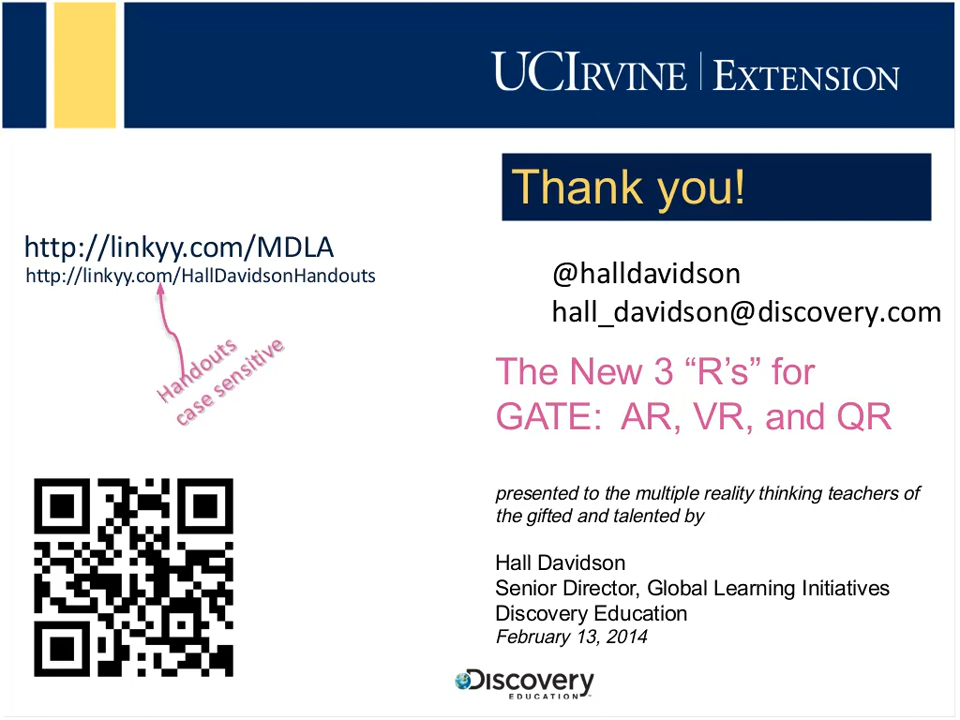 UCIRVINE | EXTENSION
Thank you!
http://linkyy.com/MDLA
http://linkyy.com/HallDavidsonHandouts
Handouts
case sensitive
@halldavidson
hall_davidson@discovery.com
The New 3 “R’s” for
GATE:  AR, VR, and QR
presented to the multiple reality thinking teachers of
the gifted and talented by
Hall Davidson
Senior Director, Global Learning Initiatives
Discovery Education
February 13, 2014
Discovery
EDUCATION™